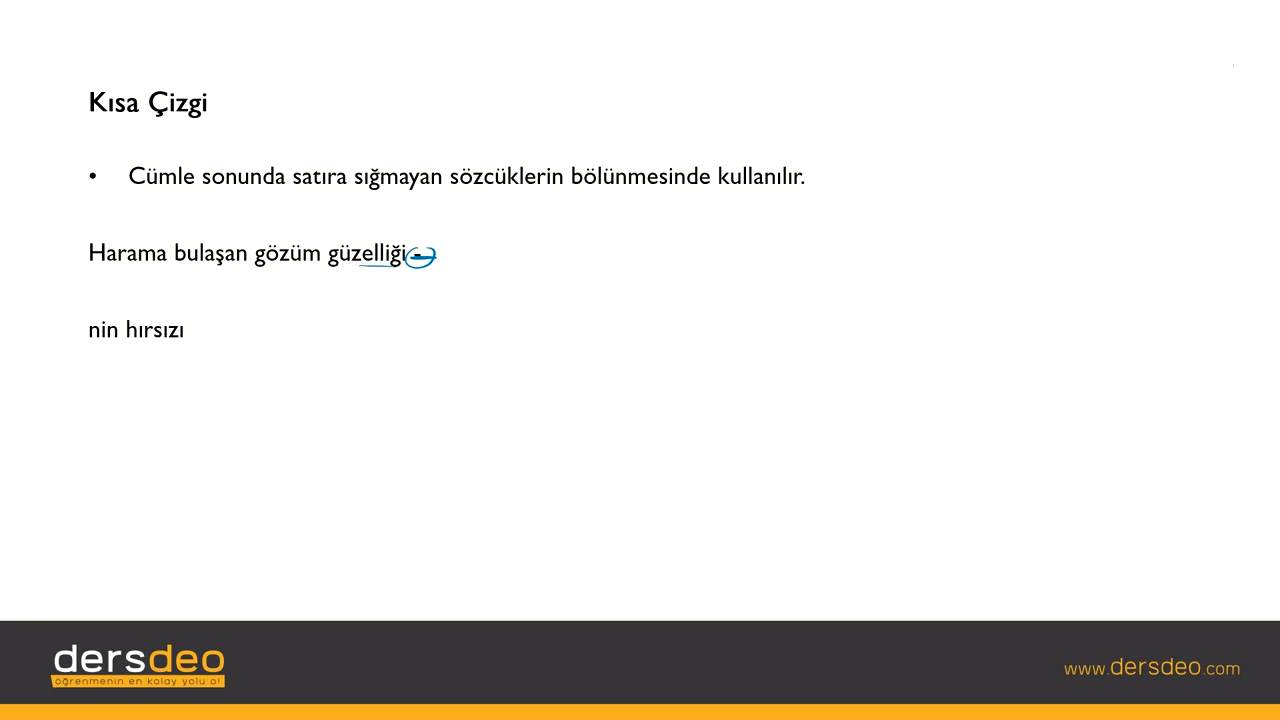 Kısa Çizgi
• Cümle sonunda satıra sığmayan sözcüklerin bölünmesinde kullanılır.
Harama bulaşan gözüm güzelliği-
nin hırsızı
dersdeo
öğrenmenin en kolay yolu o!
www.dersdeo.com